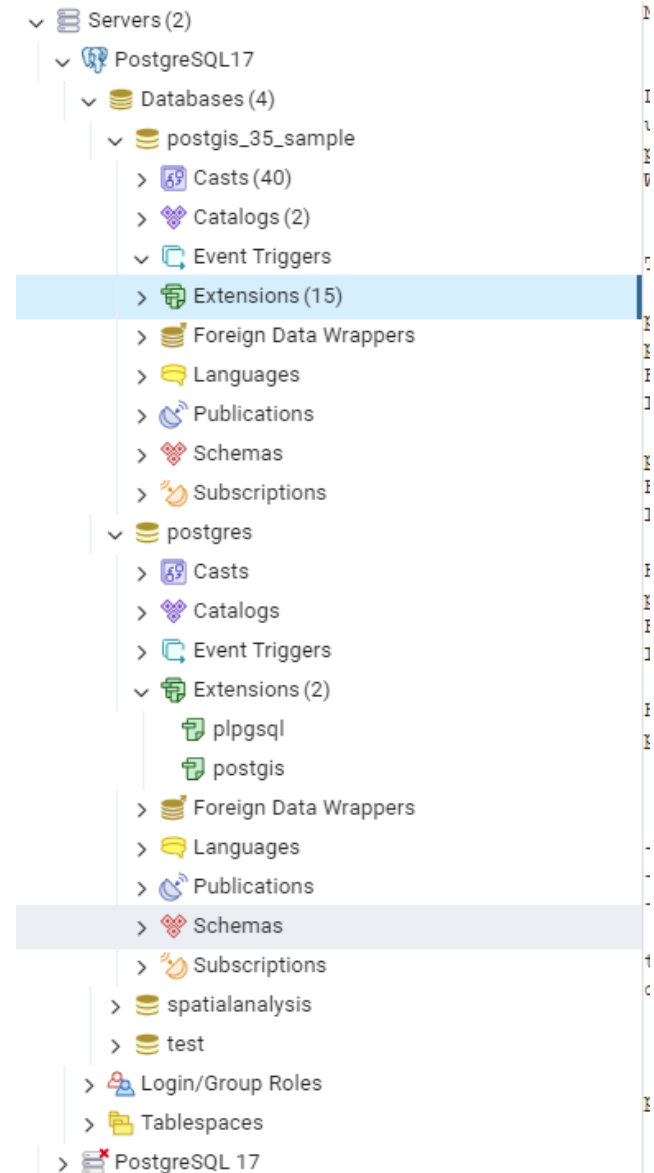 Servers (2)
PostgreSQL17
Databases (4)
postgis_35_sample
Casts (40)
Catalogs (2)
Event Triggers
Extensions (15)
Foreign Data Wrappers
Languages
Publications
Schemas
Subscriptions
postgres
Casts
Catalogs
Event Triggers
Extensions (2)
plpgsql
postgis
Foreign Data Wrappers
Languages
Publications
Schemas
Subscriptions
spatialanalysis
test
Login/Group Roles
Tablespaces
PostgreSQL 17